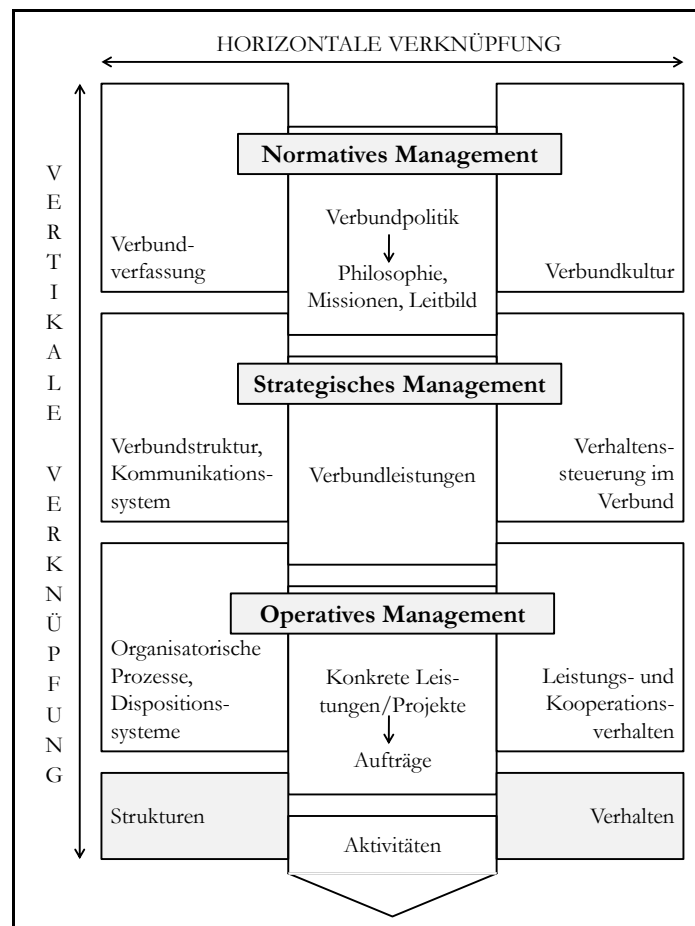 HORIZONTALE VERKNÜPFUNG
VERTIKALE VERKNÜPFUNG
Normatives Management
Verbund-
verfassung
Verbundpolitik
Philosophie,
Missionen, Leitbild
Verbundkultur
Strategisches Management
Verbundstruktur,
Kommunikations-
system
Verbundleistungen
Verhaltens-
steuerung im
Verbund
Operatives Management
Organisatorische
Prozesse,
Dispositions-
systeme
Konkrete Leis-
tungen/Projekte
Aufträge
Leistungs- und
Kooperations-
verhalten
Strukturen
Aktivitäten
Verhalten